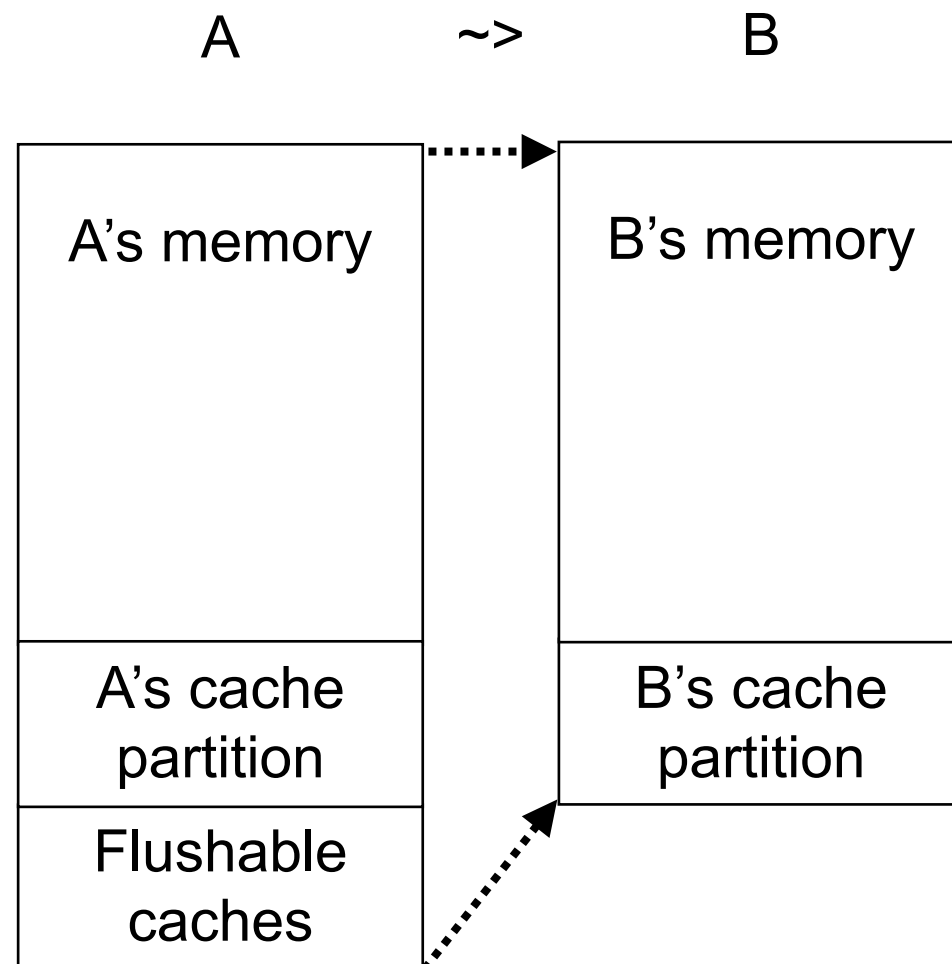 A ~> B
A’s memory
B’s memory
A’s cache
partition
B’s cache
partition
Flushable
caches